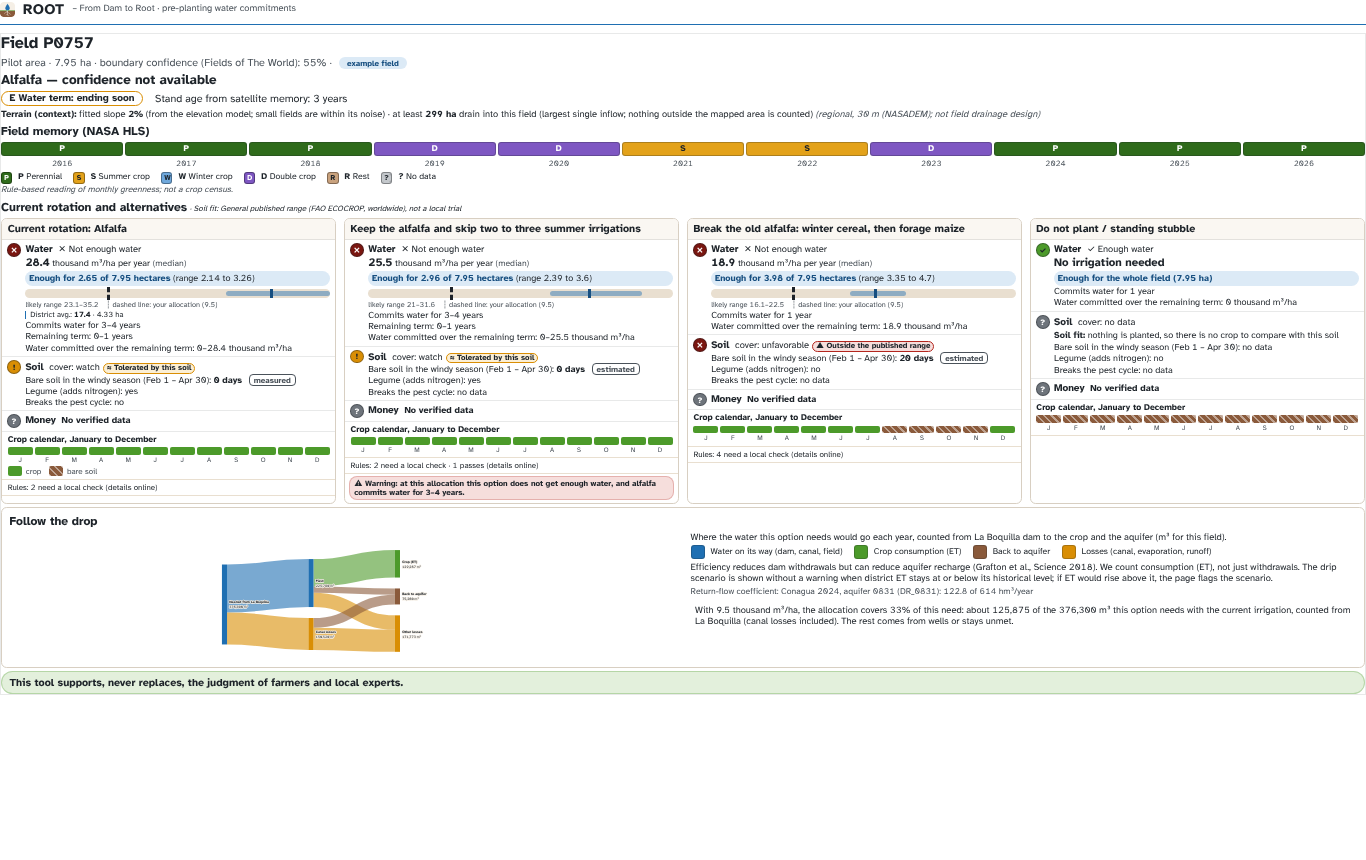 ROOT – From Dam to Root · pre-planting water commitments
Field P0757
Pilot area · 7.95 ha · boundary confidence (Fields of The World): 55% · example field
Alfalfa — confidence not available
E Water term: ending soon Stand age from satellite memory: 3 years
Terrain (context): fitted slope 2% (from the elevation model; small fields are within its noise) · at least 299 ha drain into this field (largest single inflow; nothing outside the mapped area is counted) (regional, 30 m (NASADEM); not field drainage design)
Field memory (NASA HLS)
P P P D D S S D P P P
2016 2017 2018 2019 2020 2021 2022 2023 2024 2025 2026
P P Perennial S S Summer crop W W Winter crop D D Double crop R R Rest ? ? No data
Rule-based reading of monthly greenness; not a crop census.
Current rotation and alternatives · Soil fit: General published range (FAO ECOCROP, worldwide), not a local trial
Current rotation: Alfalfa
✕ Water ✕ Not enough water
28.4 thousand m³/ha per year (median)
Enough for 2.65 of 7.95 hectares (range 2.14 to 3.26)
likely range 23.1–35.2 dashed line: your allocation (9.5)
District avg.: 17.4 · 4.33 ha
Commits water for 3–4 years
Remaining term: 0–1 years
Water committed over the remaining term: 0–28.4 thousand m³/ha
! Soil cover: watch ≈ Tolerated by this soil
Bare soil in the windy season (Feb 1 – Apr 30): 0 days measured
Legume (adds nitrogen): yes
Breaks the pest cycle: no
? Money No verified data
Crop calendar, January to December
J F M A M J J A S O N D
crop bare soil
Rules: 2 need a local check (details online)
Keep the alfalfa and skip two to three summer irrigations
✕ Water ✕ Not enough water
25.5 thousand m³/ha per year (median)
Enough for 2.96 of 7.95 hectares (range 2.39 to 3.6)
likely range 21–31.6 dashed line: your allocation (9.5)
Commits water for 3–4 years
Remaining term: 0–1 years
Water committed over the remaining term: 0–25.5 thousand m³/ha
! Soil cover: watch ≈ Tolerated by this soil
Bare soil in the windy season (Feb 1 – Apr 30): 0 days estimated
Legume (adds nitrogen): yes
Breaks the pest cycle: no data
? Money No verified data
Crop calendar, January to December
J F M A M J J A S O N D
Rules: 2 need a local check · 1 passes (details online)
⚠ Warning: at this allocation this option does not get enough water, and alfalfa
commits water for 3–4 years.
Break the old alfalfa: winter cereal, then forage maize
✕ Water ✕ Not enough water
18.9 thousand m³/ha per year (median)
Enough for 3.98 of 7.95 hectares (range 3.35 to 4.7)
likely range 16.1–22.5 dashed line: your allocation (9.5)
Commits water for 1 year
Water committed over the remaining term: 18.9 thousand m³/ha
✕ Soil cover: unfavorable ▲ Outside the published range
Bare soil in the windy season (Feb 1 – Apr 30): 20 days estimated
Legume (adds nitrogen): no
Breaks the pest cycle: no data
? Money No verified data
Crop calendar, January to December
J F M A M J J A S O N D
Rules: 4 need a local check (details online)
Do not plant / standing stubble
✓ Water ✓ Enough water
No irrigation needed
Enough for the whole field (7.95 ha)
Commits water for 1 year
Water committed over the remaining term: 0 thousand m³/ha
? Soil cover: no data
Soil fit: nothing is planted, so there is no crop to compare with this soil
Bare soil in the windy season (Feb 1 – Apr 30): no data
Legume (adds nitrogen): no
Breaks the pest cycle: no data
? Money No verified data
Crop calendar, January to December
J F M A M J J A S O N D
Follow the drop
Crop (ET)
Back to aquifer
Other losses
Where the water this option needs would go each year, counted from La Boquilla dam to the crop and the aquifer (m³ for this field).
Water on its way (dam, canal, field) Crop consumption (ET) Back to aquifer Losses (canal, evaporation, runoff)
Efficiency reduces dam withdrawals but can reduce aquifer recharge (Grafton et al., Science 2018). We count consumption (ET), not just withdrawals. The drip
scenario is shown without a warning when district ET stays at or below its historical level; if ET would rise above it, the page flags the scenario.
Return-flow coefficient: Conagua 2024, aquifer 0831 (DR_0831): 122.8 of 614 hm³/year
With 9.5 thousand m³/ha, the allocation covers 33% of this need: about 125,875 of the 376,300 m³ this option needs with the current irrigation, counted from
La Boquilla (canal losses included). The rest comes from wells or stays unmet.
This tool supports, never replaces, the judgment of farmers and local experts.